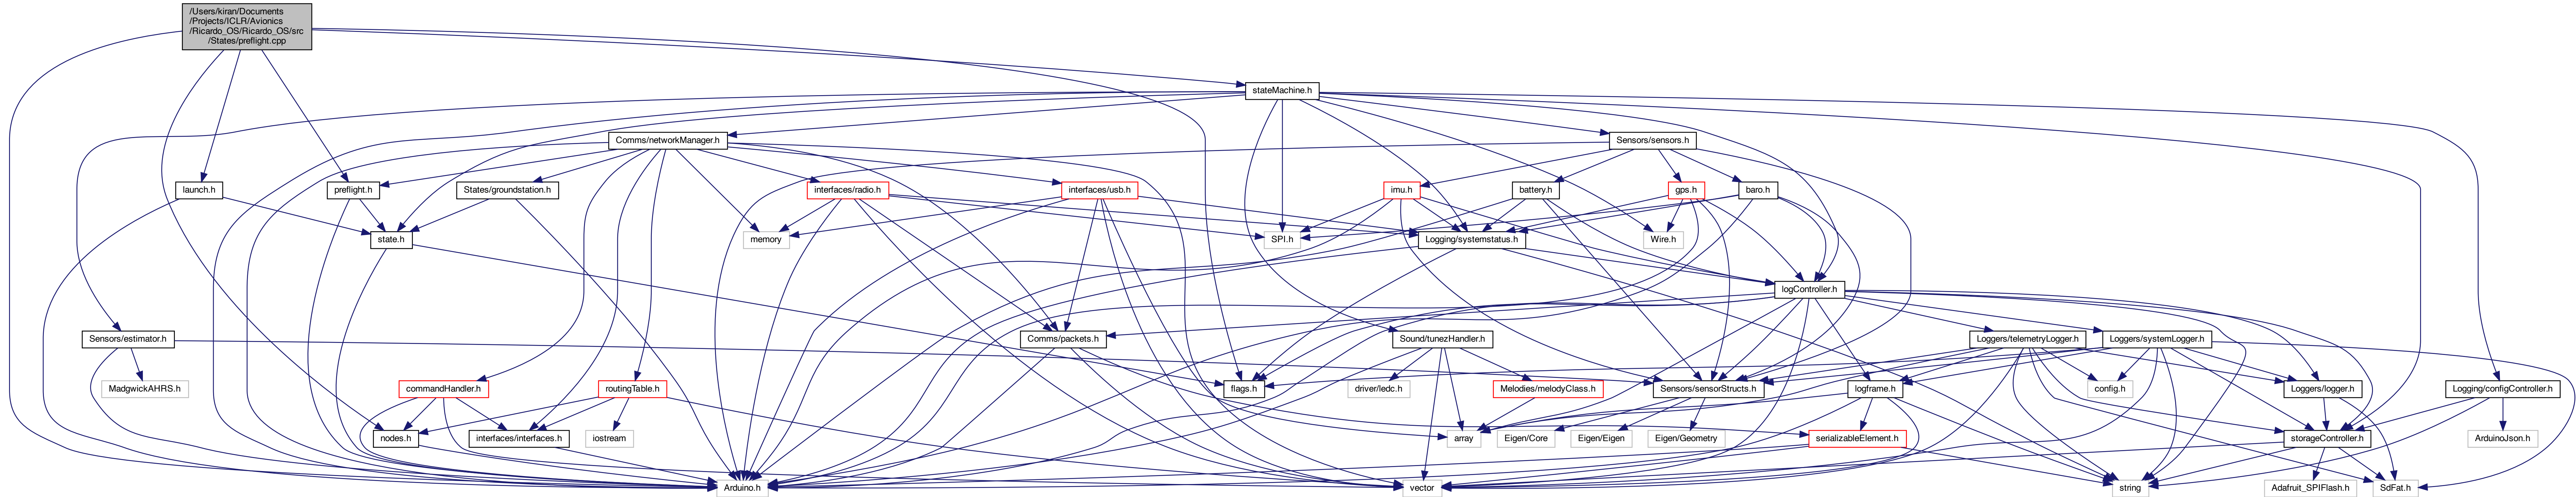 /Users/kiran/Documents
/Projects/ICLR/Avionics
/Ricardo_OS/Ricardo_OS/src
/States/preflight.cpp
stateMachine.h
Comms/networkManager.h
Sensors/sensors.h
launch.h
preflight.h
States/groundstation.h
interfaces/radio.h
interfaces/usb.h
imu.h
battery.h
gps.h
baro.h
state.h
memory
SPI.h
Logging/systemstatus.h
Wire.h
logController.h
Sensors/estimator.h
Comms/packets.h
Sound/tunezHandler.h
Loggers/telemetryLogger.h
Loggers/systemLogger.h
MadgwickAHRS.h
commandHandler.h
routingTable.h
flags.h
driver/ledc.h
Melodies/melodyClass.h
Sensors/sensorStructs.h
logframe.h
config.h
Loggers/logger.h
Logging/configController.h
nodes.h
interfaces/interfaces.h
iostream
array
Eigen/Core
Eigen/Eigen
Eigen/Geometry
serializableElement.h
storageController.h
ArduinoJson.h
Arduino.h
vector
string
Adafruit_SPIFlash.h
SdFat.h